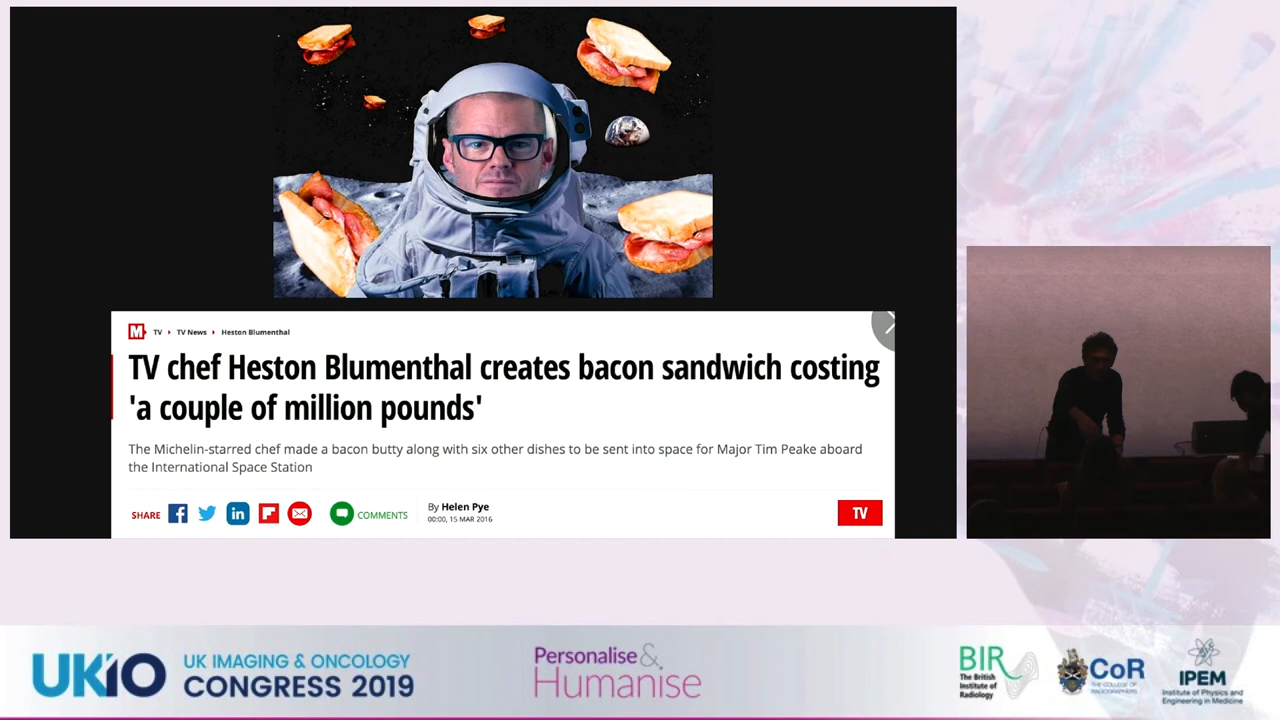 M TV TV News Heston Blumenthal
TV chef Heston Blumenthal creates bacon sandwich costing
'a couple of million pounds'
The Michelin-starred chef made a bacon butty along with six other dishes to be sent into space for Major Tim Peake aboard
the International Space Station
SHARE
in
COMMENTS
By Helen Pye
00:00, 15 MAR 2016
TV
UKiO
UK IMAGING & ONCOLOGY
CONGRESS 2019
Personalise &
Humanise
BIR
The British
Institute of
Radiology
CoR
THE COLLEGE OF
RADIOGRAPHERS
IPEM
Institute of Physics and
Engineering in Medicine